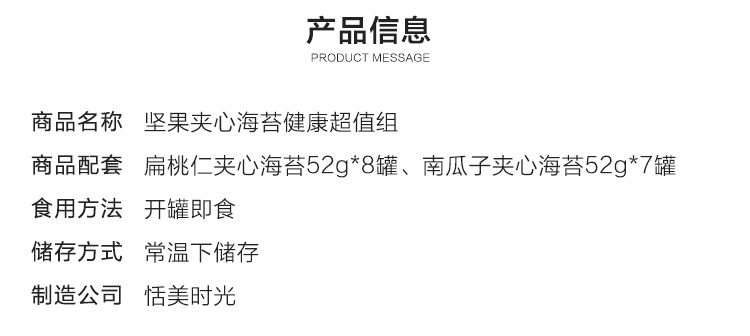 产品信息
PRODUCT MESSAGE
商品名称 坚果夹心海苔健康超值组
商品配套 扁桃仁夹心海苔52g*8罐、南瓜子夹心海苔52g*7罐
食用方法 开罐即食
储存方式 常温下储存
制造公司 恬美时光